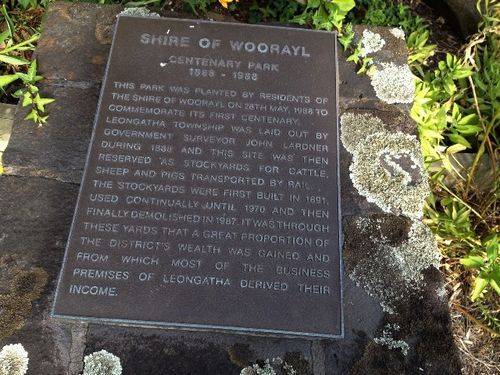 SHIRE OF WOORAYL
CENTENARY PARK
1888 - 1988
THIS PARK WAS PLANTED BY RESIDENTS OF
THE SHIRE OF WOORAYL ON 28TH MAY, 1988 TO
COMMEMORATE ITS FIRST CENTENARY.
LEONGATHA TOWNSHIP WAS LAID OUT BY
GOVERNMENT SURVEYOR JOHN LARDNER
DURING 1888 AND THIS SITE WAS THEN
RESERVED AS STOCKYARDS FOR CATTLE,
SHEEP AND PIGS TRANSPORTED BY RAIL.
THE STOCKYARDS WERE FIRST BUILT IN 1891,
USED CONTINUALLY UNTIL 1970 AND THEN
FINALLY DEMOLISHED IN 1987. IT WAS THROUGH
THESE YARDS THAT A GREAT PROPORTION OF
THE DISTRICT'S WEALTH WAS GAINED AND
FROM WHICH MOST OF THE BUSINESS
PREMISES OF LEONGATHA DERIVED THEIR
INCOME.